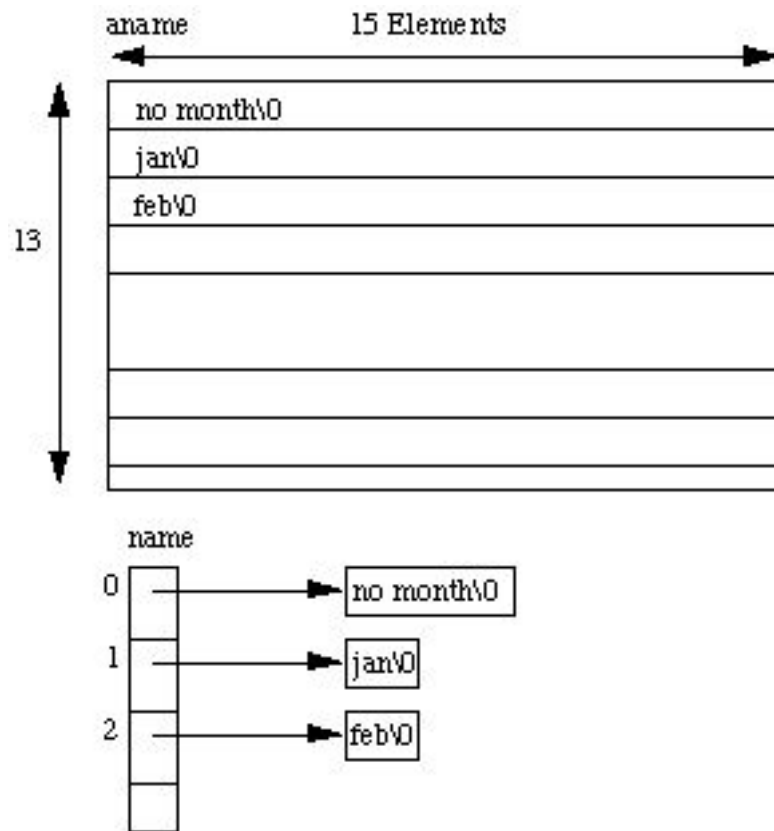 aname 15 Elements
no month\0
jan\0
feb\0
13
name
0 no month\0
1 jan\0
2 feb\0